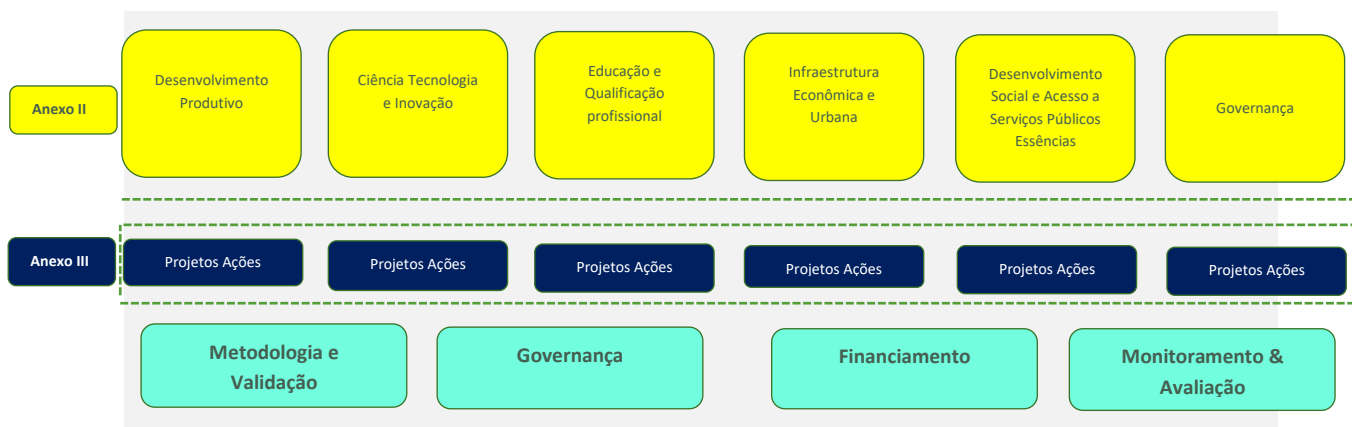 Anexo II
Desenvolvimento
Produtivo
Ciência Tecnologia
e Inovação
Educação e
Qualificação
profissional
Infraestrutura
Econômica e
Urbana
Desenvolvimento
Social e Acesso a
Serviços Públicos
Essências
Governança
Anexo III
Projetos Ações
Projetos Ações
Projetos Ações
Projetos Ações
Projetos Ações
Projetos Ações
Metodologia e
Validação
Governança
Financiamento
Monitoramento &
Avaliação